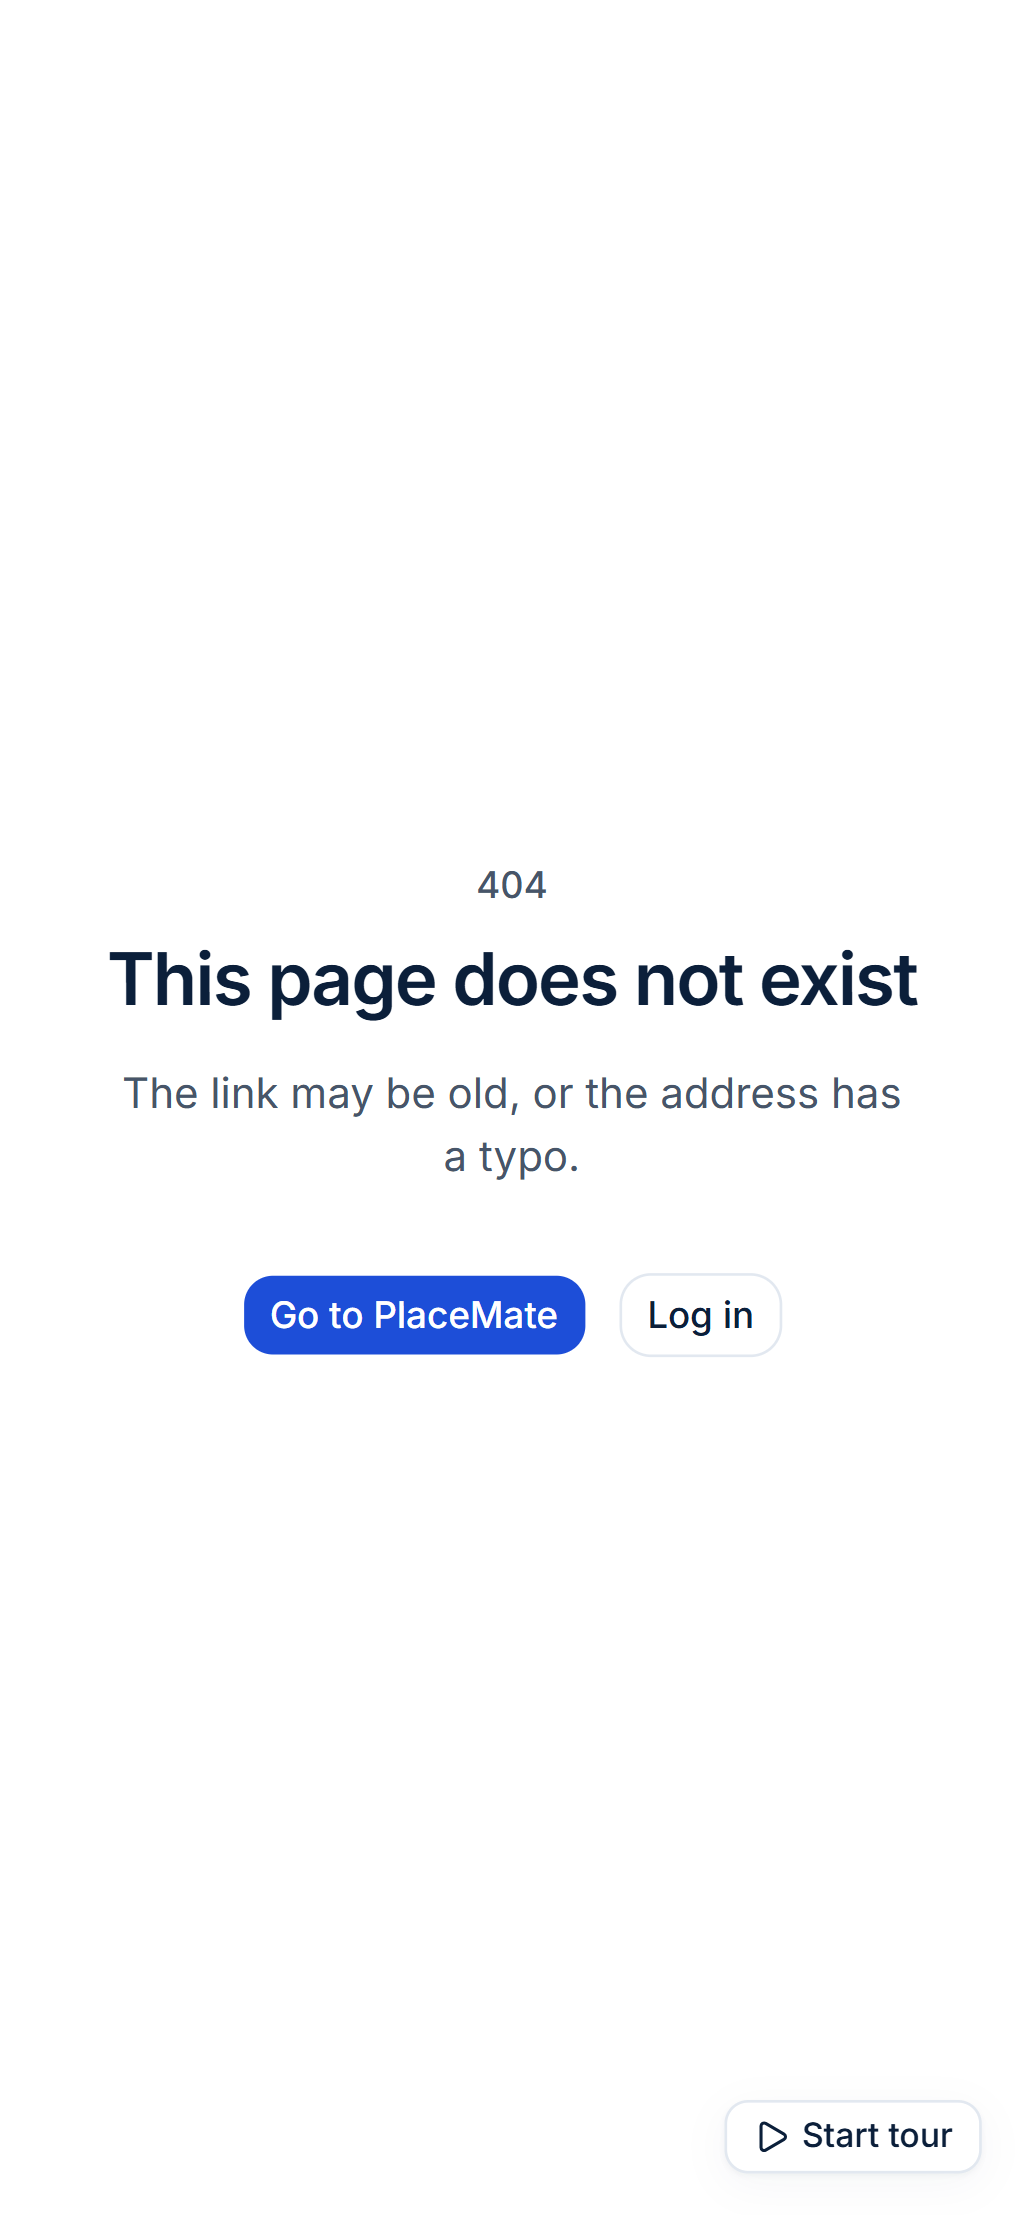 404
This page does not exist
The link may be old, or the address has
a typo.
Go to PlaceMate
Log in
Start tour